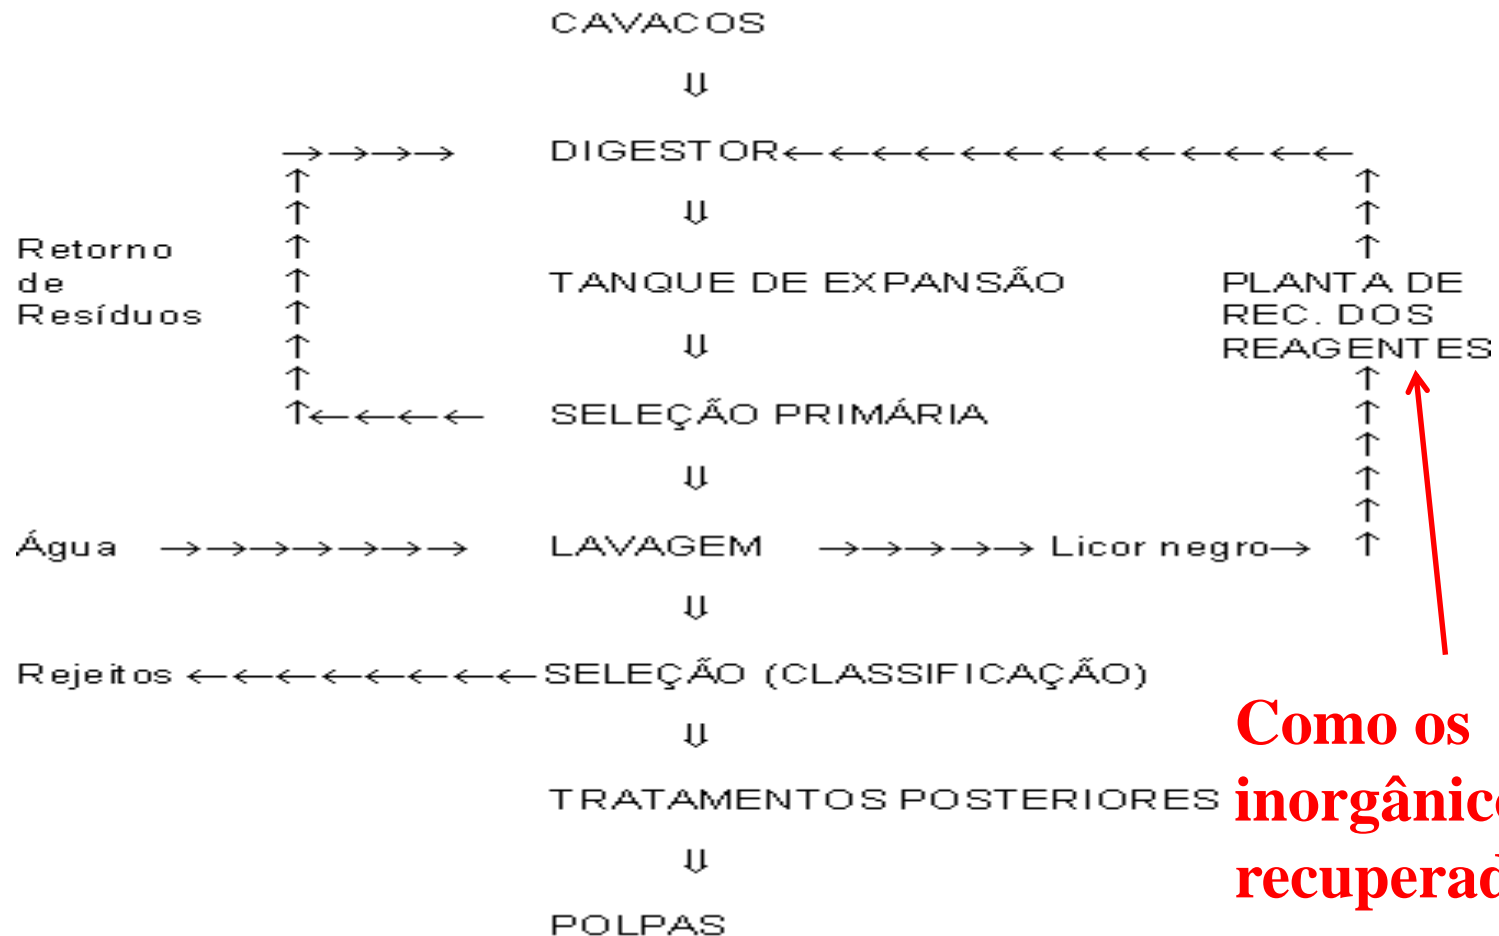 CAVACOS
⇓
→→→→ DIGESTOR←←←←←←←←←←←←←
⇓
Retorno
de
Resíduos
TANQUE DE EXPANSÃO
PLANTA DE
REC. DOS
REAGENTES
⇓
↑←←←← SELEÇÃO PRIMÁRIA
⇓
Água →→→→→→→ LAVAGEM →→→→→ Licor negro→
⇓
Rejeitos ←←←←←←←←SELEÇÃO (CLASSIFICAÇÃO)
⇓
TRATAMENTOS POSTERIORES
⇓
POLPAS
Como os